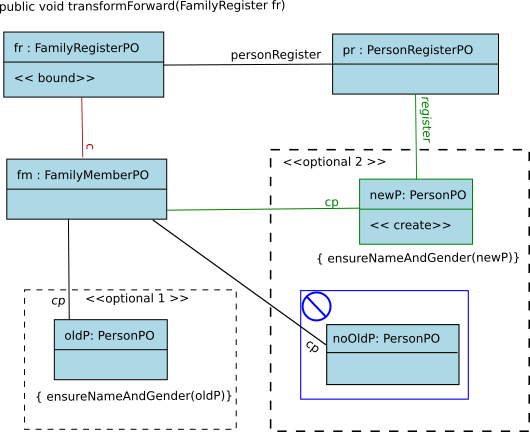 public void transformForward(FamilyRegister fr)
fr : FamilyRegisterPO
<< bound>>
personRegister
pr : PersonRegisterPO
c
register
fm : FamilyMemberPO
<<optional 2 >>
cp
newP: PersonPO
<< create>>
{ ensureNameAndGender(newP)}
cp
<<optional 1 >>
oldP: PersonPO
{ ensureNameAndGender(oldP)}
cp
noOldP: PersonPO